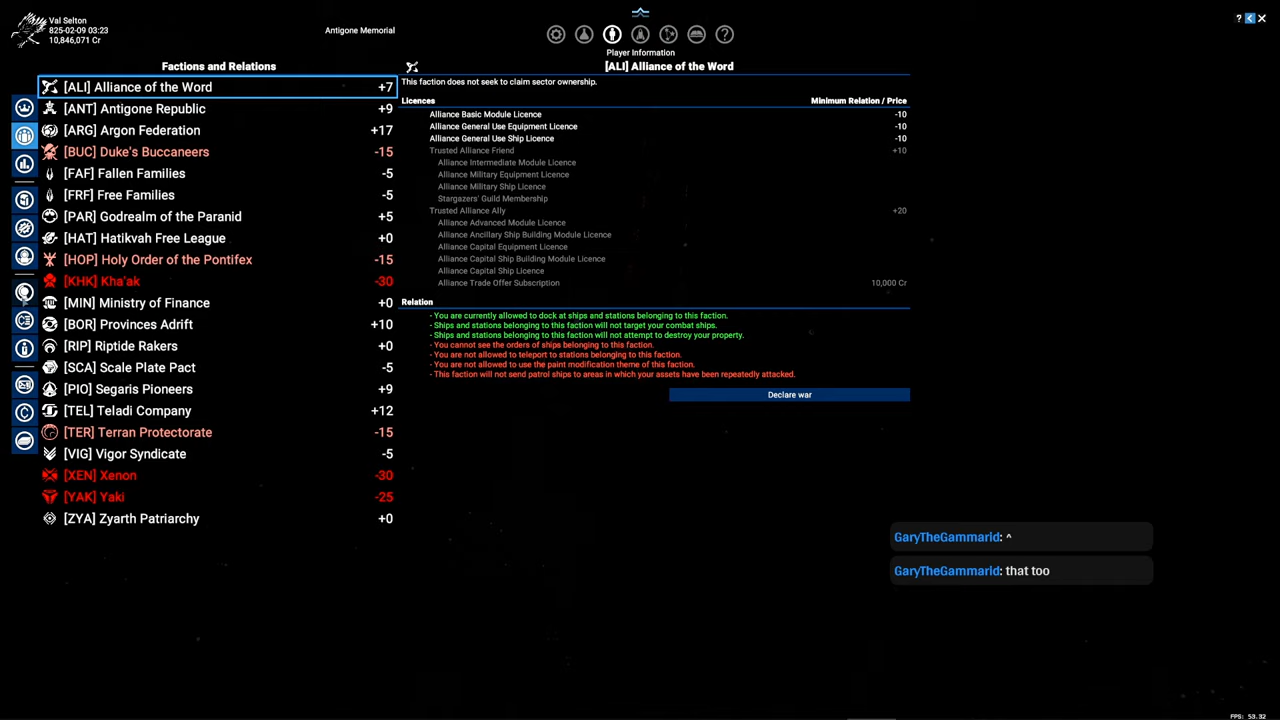 Val Selton
825-02-09 03:23
10,846,071 Cr
Antigone Memorial
Player Information
?
Factions and Relations
[ALI] Alliance of the Word +7
[ANT] Antigone Republic +9
[ARG] Argon Federation +17
[BUC] Duke's Buccaneers -15
[FAF] Fallen Families -5
[FRF] Free Families -5
[PAR] Godrealm of the Paranid +5
[HAT] Hatikvah Free League +0
[HOP] Holy Order of the Pontifex -15
[KHK] Kha'ak -30
[MIN] Ministry of Finance +0
[BOR] Provinces Adrift +10
[RIP] Riptide Rakers +0
[SCA] Scale Plate Pact -5
[PIO] Segaris Pioneers +9
[TEL] Teladi Company +12
[TER] Terran Protectorate -15
[VIG] Vigor Syndicate -5
[XEN] Xenon -30
[YAK] Yaki -25
[ZYA] Zyarth Patriarchy +0
[ALI] Alliance of the Word
This faction does not seek to claim sector ownership.
Licences Minimum Relation / Price
Alliance Basic Module Licence -10
Alliance General Use Equipment Licence -10
Alliance General Use Ship Licence -10
Trusted Alliance Friend +10
Alliance Intermediate Module Licence
Alliance Military Equipment Licence
Alliance Military Ship Licence
Stargazers' Guild Membership
Trusted Alliance Ally +20
Alliance Advanced Module Licence
Alliance Ancillary Ship Building Module Licence
Alliance Capital Equipment Licence
Alliance Capital Ship Building Module Licence
Alliance Capital Ship Licence
Alliance Trade Offer Subscription 10,000 Cr
Relation
- You are currently allowed to dock at ships and stations belonging to this faction.
- Ships and stations belonging to this faction will not target your combat ships.
- Ships and stations belonging to this faction will not attempt to destroy your property.
- You cannot see the orders of ships belonging to this faction.
- You are not allowed to teleport to stations belonging to this faction.
- You are not allowed to use the paint modification theme of this faction.
- This faction will not send patrol ships to areas in which your assets have been repeatedly attacked.
Declare war
GaryTheGammarid: ^
GaryTheGammarid: that too
FPS: 53.32